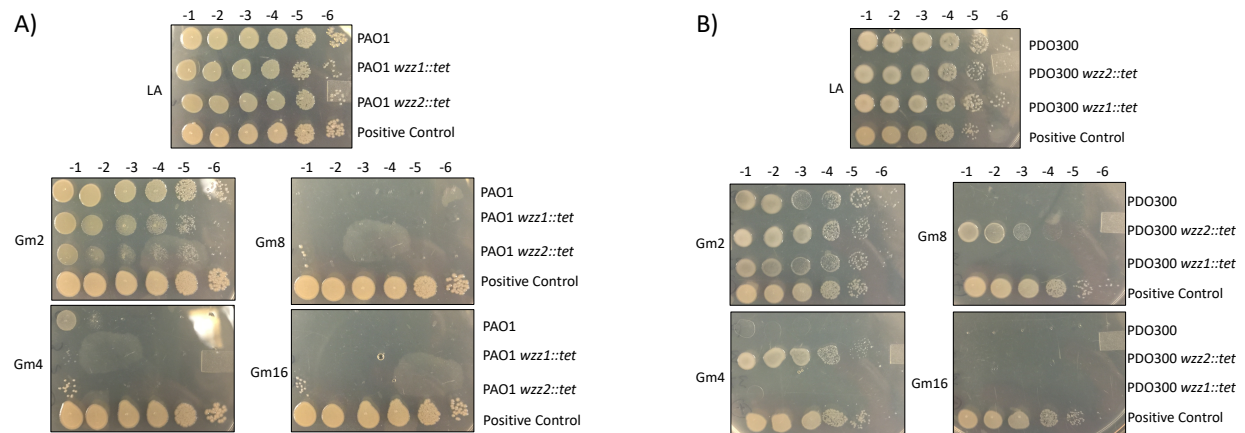 A)
-1 -2 -3 -4 -5 -6
LA
PAO1
PAO1 wzz1::tet
PAO1 wzz2::tet
Positive Control
-1 -2 -3 -4 -5 -6
-1 -2 -3 -4 -5 -6
Gm2
Gm8
PAO1
PAO1 wzz1::tet
PAO1 wzz2::tet
Positive Control
Gm4
Gm16
PAO1
PAO1 wzz1::tet
PAO1 wzz2::tet
Positive Control
B)
-1 -2 -3 -4 -5 -6
LA
PDO300
PDO300 wzz2::tet
PDO300 wzz1::tet
Positive Control
-1 -2 -3 -4 -5 -6
-1 -2 -3 -4 -5 -6
Gm2
Gm8
PDO300
PDO300 wzz2::tet
PDO300 wzz1::tet
Positive Control
Gm4
Gm16
PDO300
PDO300 wzz2::tet
PDO300 wzz1::tet
Positive Control